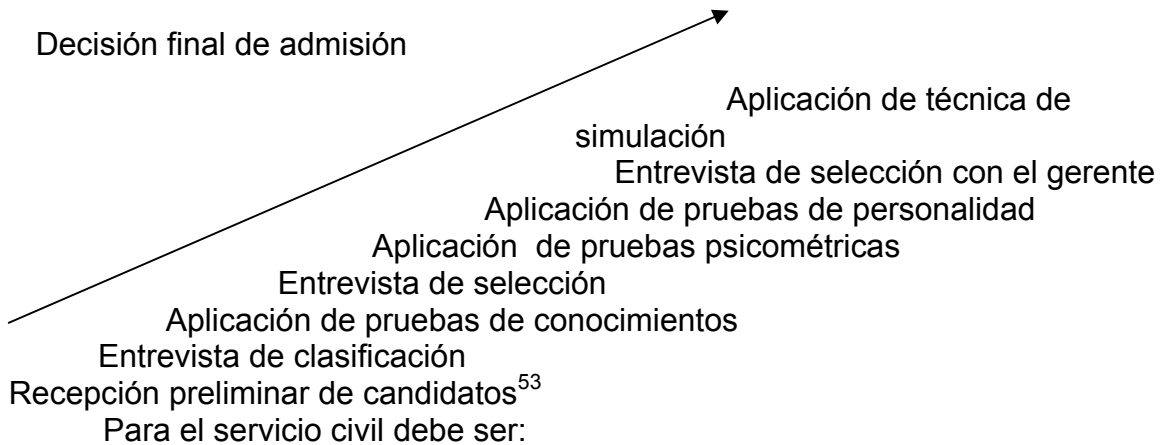 Decisión final de admisión
Aplicación de técnica de
simulación
Entrevista de selección con el gerente
Aplicación de pruebas de personalidad
Aplicación de pruebas psicométricas
Entrevista de selección
Aplicación de pruebas de conocimientos
Entrevista de clasificación
Recepción preliminar de candidatos53
Para el servicio civil debe ser: